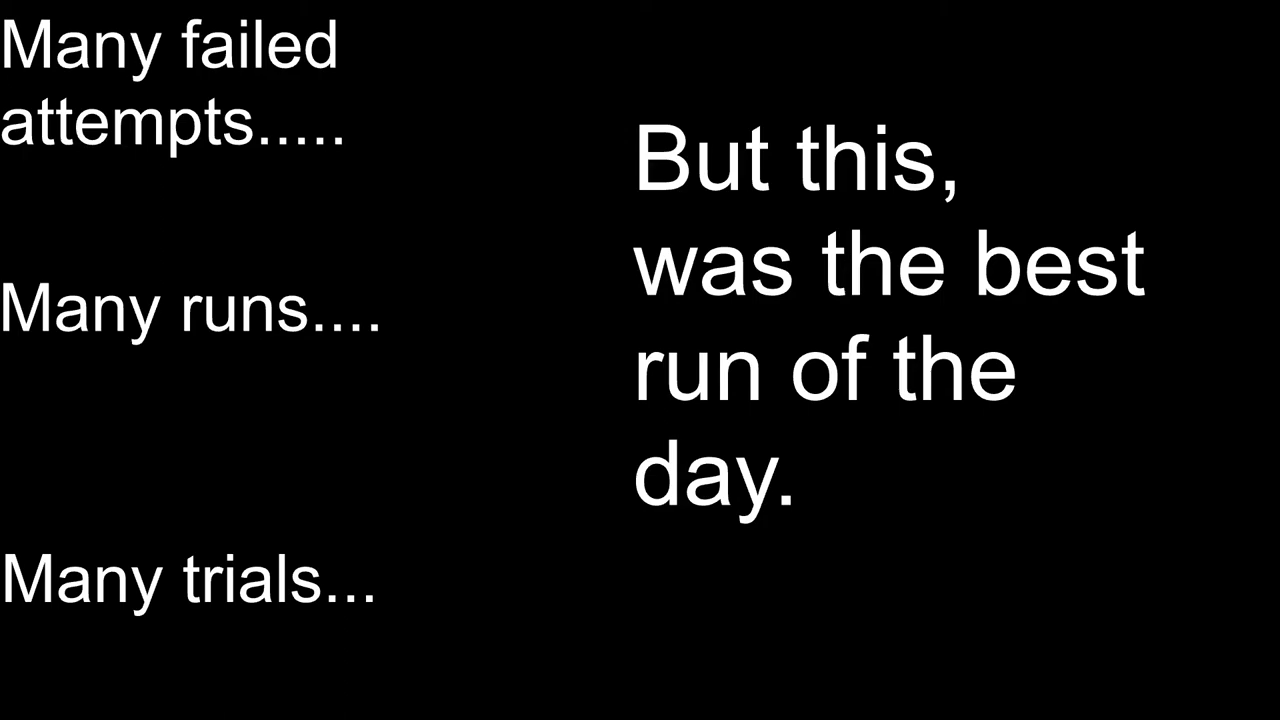 Many failed
attempts.....
Many runs....
Many trials...
But this,
was the best
run of the
day.